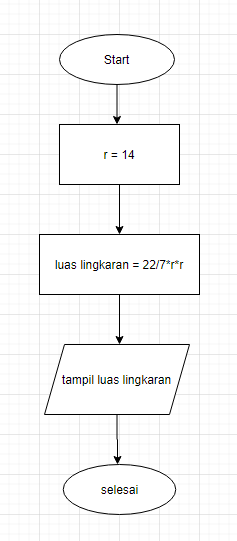 Start
r = 14
luas lingkaran = 22/7*r*r
tampil luas lingkaran
selesai